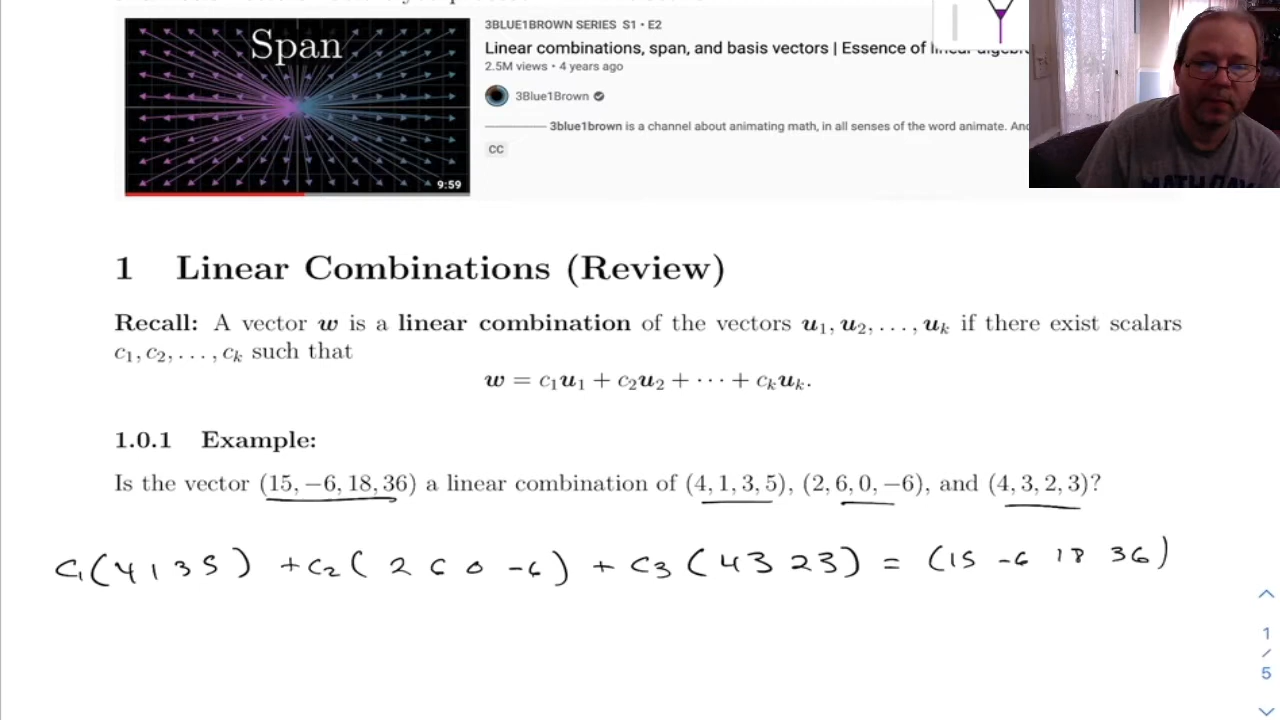 Span
9:59
3BLUE1BROWN SERIES S1 • E2
Linear combinations, span, and basis vectors | Essence of linear algebra
2.5M views • 4 years ago
3Blue1Brown
3blue1brown is a channel about animating math, in all senses of the word animate. And
CC
MATH DAY
1 Linear Combinations (Review)
Recall: A vector w is a linear combination of the vectors u₁, u₂, . . . , uₖ if there exist scalars
c₁, c₂, . . . , cₖ such that
w = c₁u₁ + c₂u₂ + · · · + cₖuₖ.
1.0.1 Example:
Is the vector (15, −6, 18, 36) a linear combination of (4, 1, 3, 5), (2, 6, 0, −6), and (4, 3, 2, 3)?
c₁(4 1 3 5) + c₂(2 6 0 -6) + c₃(4 3 2 3) = (15 -6 18 36)
1
/
5